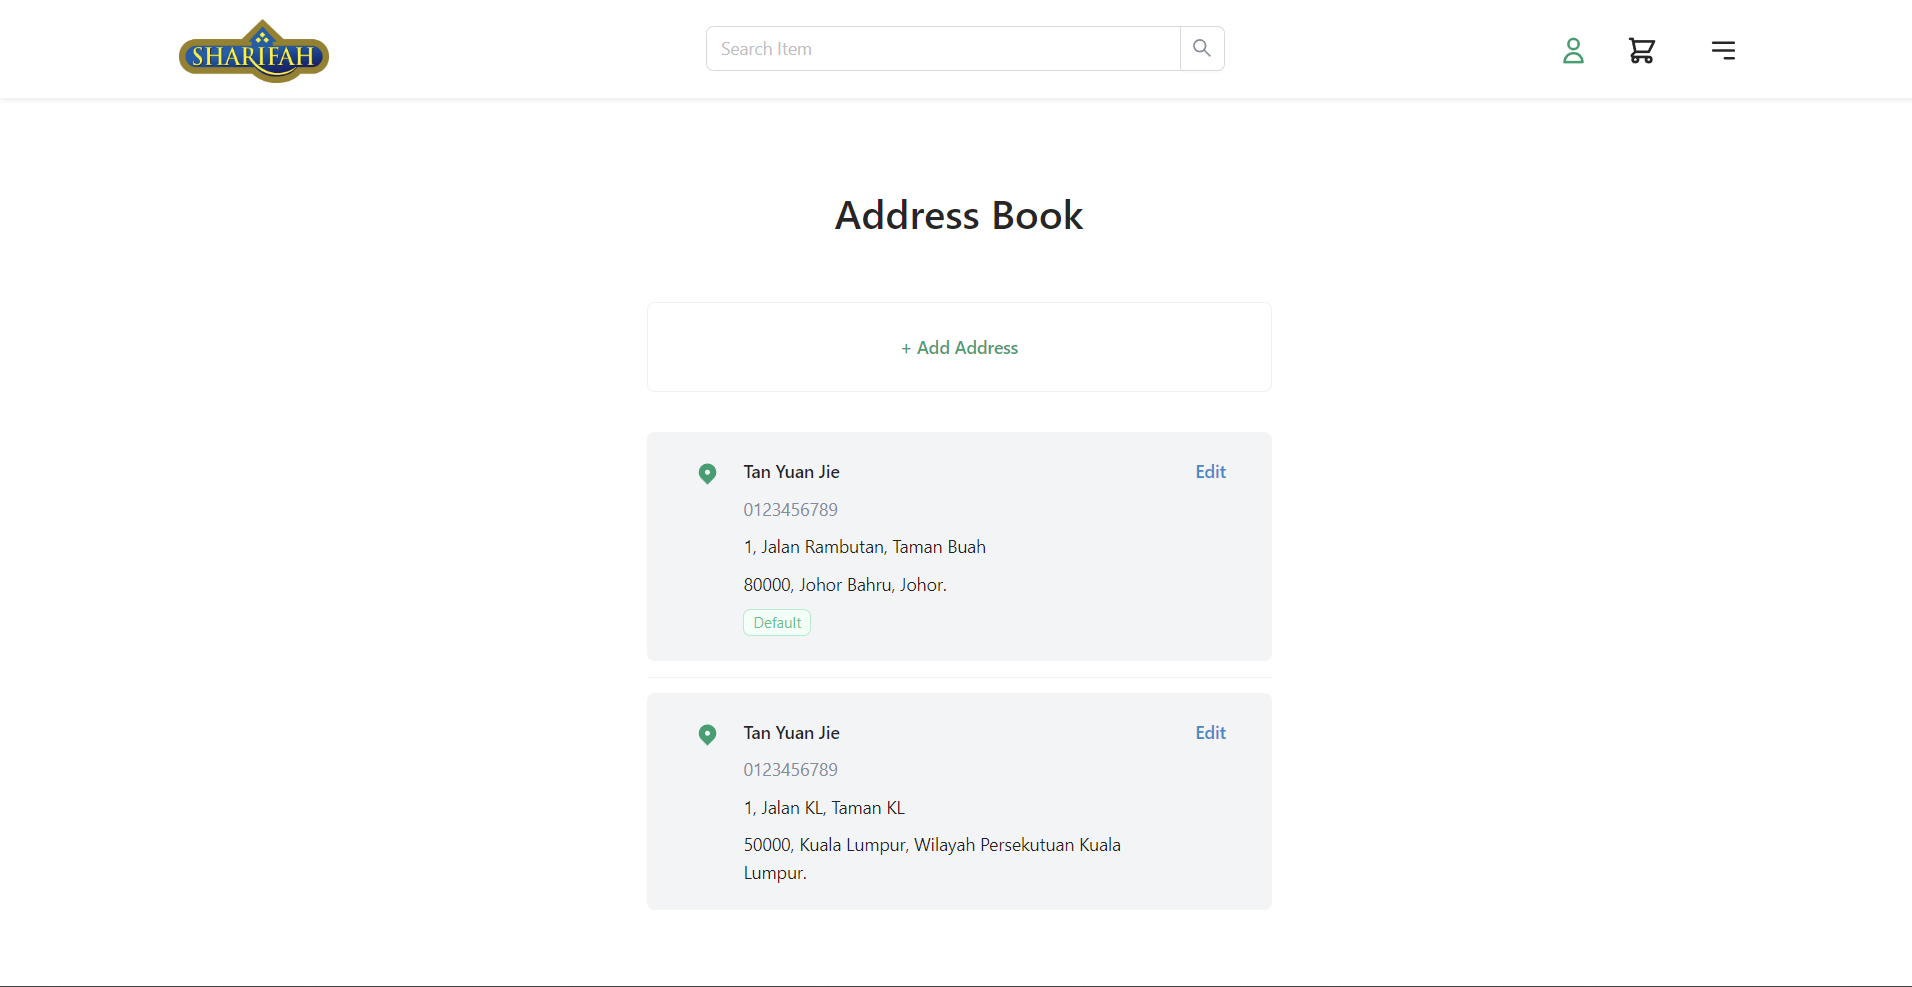 SHARIFAH
Search Item
Address Book
+ Add Address
Tan Yuan Jie
Edit
0123456789
1, Jalan Rambutan, Taman Buah
80000, Johor Bahru, Johor.
Default
Tan Yuan Jie
Edit
0123456789
1, Jalan KL, Taman KL
50000, Kuala Lumpur, Wilayah Persekutuan Kuala
Lumpur.